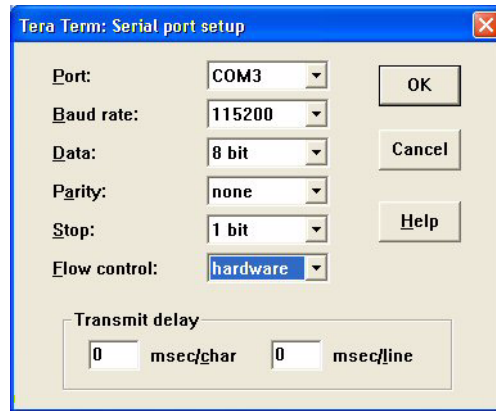 Tera Term: Serial port setup
Port: COM3
OK
Baud rate: 115200
Data: 8 bit
Cancel
Parity: none
Stop: 1 bit
Help
Flow control: hardware
Transmit delay
0 msec/char 0 msec/line